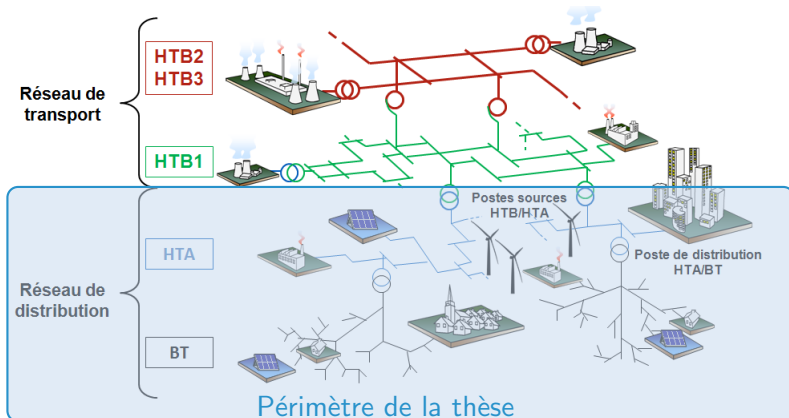 HTB2
HTB3
Réseau de
transport
HTB1
Postes sources
HTB/HTA
HTA
Poste de distribution
HTA/BT
Réseau de
distribution
BT
Périmètre de la thèse